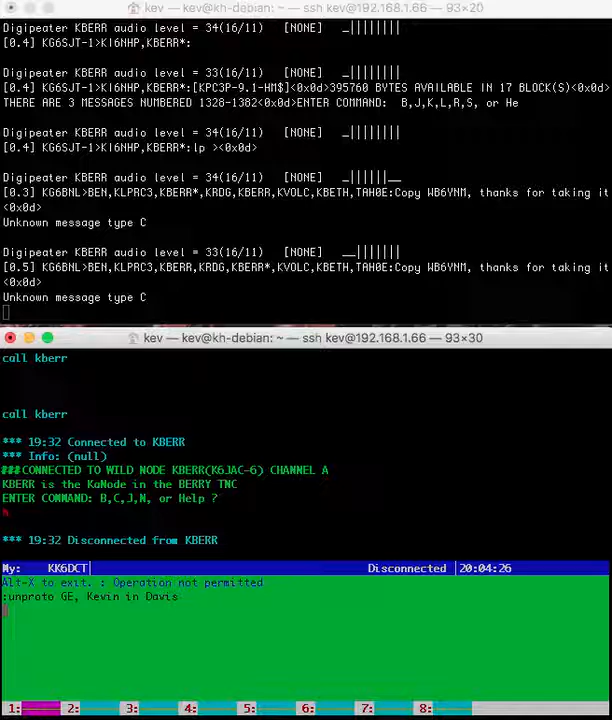 kev — kev@kh-debian: ~ — ssh kev@192.168.1.66 — 93×20
Digipeater KBERR audio level = 34(16/11)   [NONE]   _||||||||
[0.4] KG6SJT-1>KI6NHP,KBERR*:
Digipeater KBERR audio level = 33(16/11)   [NONE]   _||||||||
[0.4] KG6SJT-1>KI6NHP,KBERR*:[KPC3P-9.1-HM$]<0x0d>395760 BYTES AVAILABLE IN 17 BLOCK(S)<0x0d>
THERE ARE 3 MESSAGES NUMBERED 1328-1382<0x0d>ENTER COMMAND:  B,J,K,L,R,S, or He
Digipeater KBERR audio level = 34(16/11)   [NONE]   _||||||||
[0.4] KG6SJT-1>KI6NHP,KBERR*:lp ><0x0d>
Digipeater KBERR audio level = 34(16/11)   [NONE]   _||||||__
[0.3] KG6BNL>BEN,KLPRC3,KBERR*,KRDG,KBERR,KVOLC,KBETH,TAHOE:Copy WB6YNM, thanks for taking it
<0x0d>
Unknown message type C
Digipeater KBERR audio level = 33(16/11)   [NONE]   __|||||||
[0.5] KG6BNL>BEN,KLPRC3,KBERR,KRDG,KBERR*,KVOLC,KBETH,TAHOE:Copy WB6YNM, thanks for taking it
<0x0d>
Unknown message type C
kev — kev@kh-debian: ~ — ssh kev@192.168.1.66 — 93×30
call kberr
call kberr
*** 19:32 Connected to KBERR
*** Info: (null)
###CONNECTED TO WILD NODE KBERR(K6JAC-6) CHANNEL A
KBERR is the KaNode in the BERRY TNC
ENTER COMMAND: B,C,J,N, or Help ?
h
*** 19:32 Disconnected from KBERR
My:    KK6DCT Disconnected 20:04:26
Alt-X to exit. : Operation not permitted
:unproto GE, Kevin in Davis
1: 2: 3: 4: 5: 6: 7: 8: